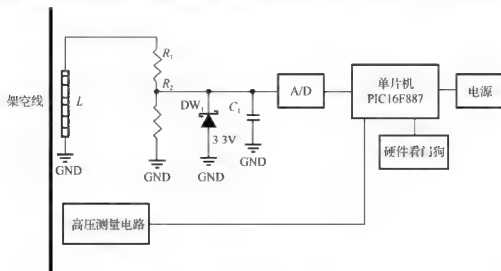 架空线
L
GND
R₁
R₂
GND
DW₁
3 3V
GND
C₁
GND
A/D
单片机
PIC16F887
电源
硬件看门狗
高压测量电路